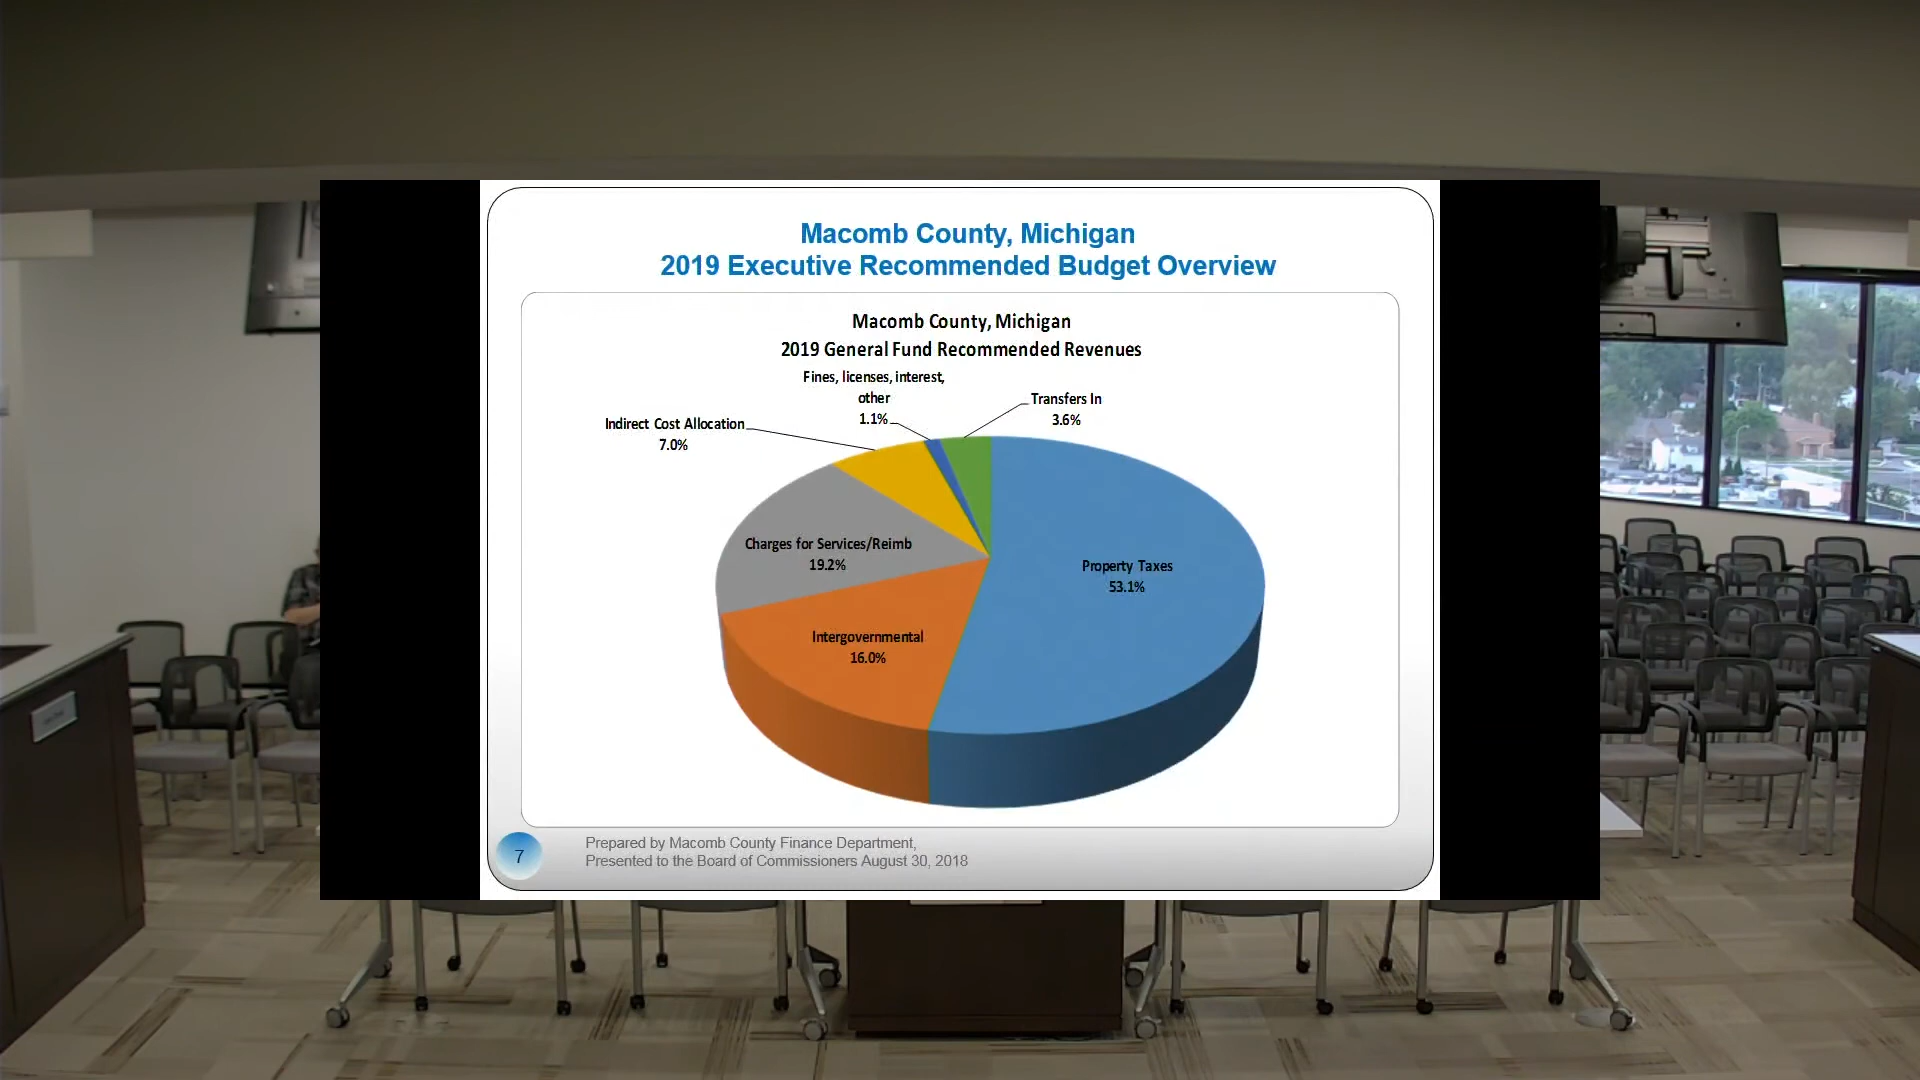 Macomb County, Michigan
2019 Executive Recommended Budget Overview
Macomb County, Michigan
2019 General Fund Recommended Revenues
Fines, licenses, interest,
other
1.1%
Transfers In
3.6%
Indirect Cost Allocation
7.0%
Charges for Services/Reimb
19.2%
Property Taxes
53.1%
Intergovernmental
16.0%
7
Prepared by Macomb County Finance Department,
Presented to the Board of Commissioners August 30, 2018